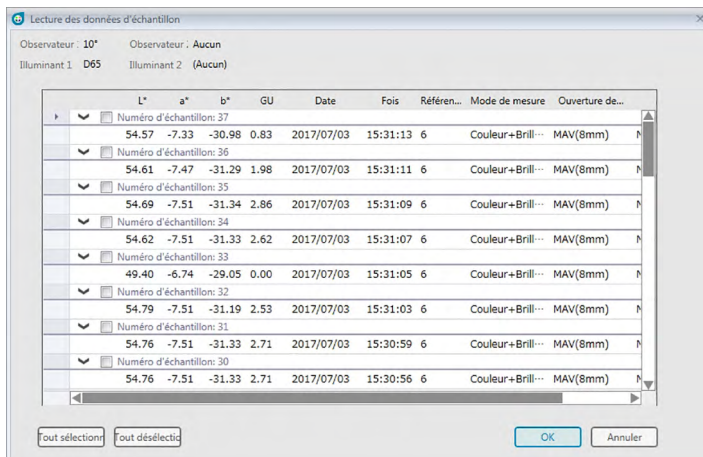 Lecture des données d'échantillon
Observateur : 10° Observateur : Aucun
Illuminant 1 D65 Illuminant 2 (Aucun)
L* a* b* GU Date Fois Référen... Mode de mesure Ouverture de...
Numéro d'échantillon: 37
54.57 -7.33 -30.98 0.83 2017/07/03 15:31:13 6 Couleur+Brill... MAV(8mm)
Numéro d'échantillon: 36
54.61 -7.47 -31.29 1.98 2017/07/03 15:31:11 6 Couleur+Brill... MAV(8mm)
Numéro d'échantillon: 35
54.69 -7.51 -31.34 2.86 2017/07/03 15:31:09 6 Couleur+Brill... MAV(8mm)
Numéro d'échantillon: 34
54.62 -7.51 -31.33 2.62 2017/07/03 15:31:07 6 Couleur+Brill... MAV(8mm)
Numéro d'échantillon: 33
49.40 -6.74 -29.05 0.00 2017/07/03 15:31:05 6 Couleur+Brill... MAV(8mm)
Numéro d'échantillon: 32
54.79 -7.51 -31.19 2.53 2017/07/03 15:31:03 6 Couleur+Brill... MAV(8mm)
Numéro d'échantillon: 31
54.76 -7.51 -31.33 2.71 2017/07/03 15:30:59 6 Couleur+Brill... MAV(8mm)
Numéro d'échantillon: 30
54.76 -7.51 -31.33 2.71 2017/07/03 15:30:56 6 Couleur+Brill... MAV(8mm)
Tout sélectionn Tout désélectio OK Annuler